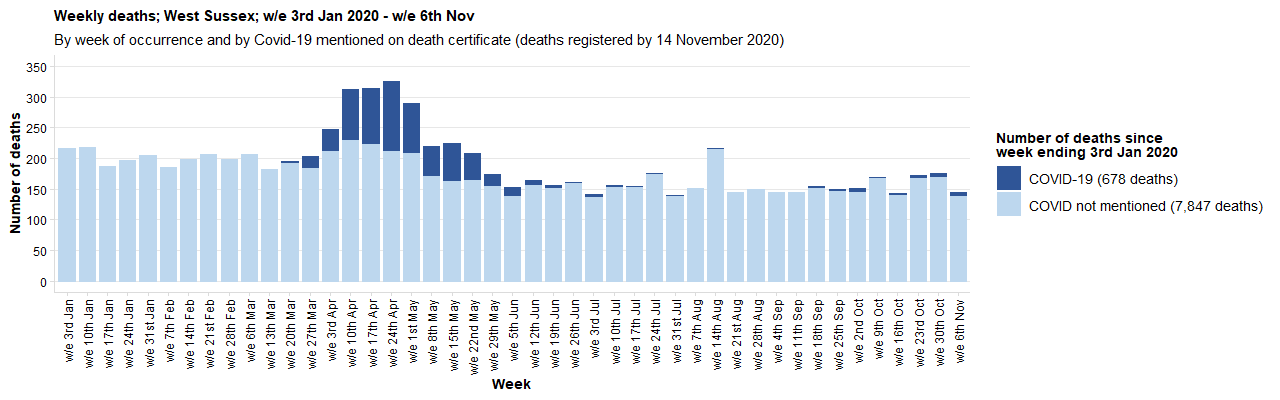 Weekly deaths; West Sussex; w/e 3rd Jan 2020 - w/e 6th Nov
By week of occurrence and by Covid-19 mentioned on death certificate (deaths registered by 14 November 2020)
Number of deaths
350
300
250
200
150
100
50
0
w/e 3rd Jan
w/e 10th Jan
w/e 17th Jan
w/e 24th Jan
w/e 31st Jan
w/e 7th Feb
w/e 14th Feb
w/e 21st Feb
w/e 28th Feb
w/e 6th Mar
w/e 13th Mar
w/e 20th Mar
w/e 27th Mar
w/e 3rd Apr
w/e 10th Apr
w/e 17th Apr
w/e 24th Apr
w/e 1st May
w/e 8th May
w/e 15th May
w/e 22nd May
w/e 29th May
w/e 5th Jun
w/e 12th Jun
w/e 19th Jun
w/e 26th Jun
w/e 3rd Jul
w/e 10th Jul
w/e 17th Jul
w/e 24th Jul
w/e 31st Jul
w/e 7th Aug
w/e 14th Aug
w/e 21st Aug
w/e 28th Aug
w/e 4th Sep
w/e 11th Sep
w/e 18th Sep
w/e 25th Sep
w/e 2nd Oct
w/e 9th Oct
w/e 16th Oct
w/e 23rd Oct
w/e 30th Oct
w/e 6th Nov
Week
Number of deaths since
week ending 3rd Jan 2020
COVID-19 (678 deaths)
COVID not mentioned (7,847 deaths)